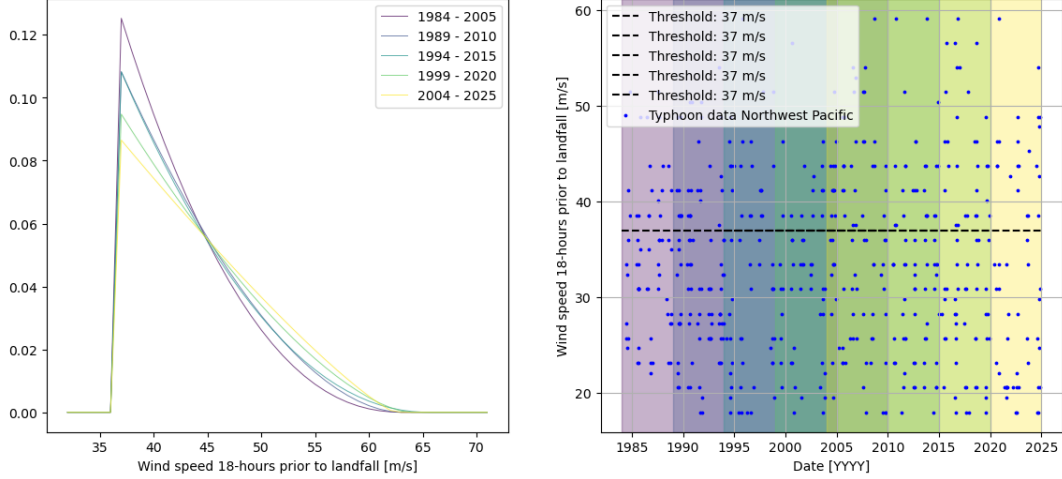 0.12
0.10
0.08
0.06
0.04
0.02
0.00
35
40
45
50
55
60
65
70
Wind speed 18-hours prior to landfall [m/s]
1984 - 2005
1989 - 2010
1994 - 2015
1999 - 2020
2004 - 2025
60
50
40
30
20
Wind speed 18-hours prior to landfall [m/s]
Threshold: 37 m/s
Threshold: 37 m/s
Threshold: 37 m/s
Threshold: 37 m/s
Threshold: 37 m/s
Typhoon data Northwest Pacific
1985
1990
1995
2000
2005
2010
2015
2020
2025
Date [YYYY]